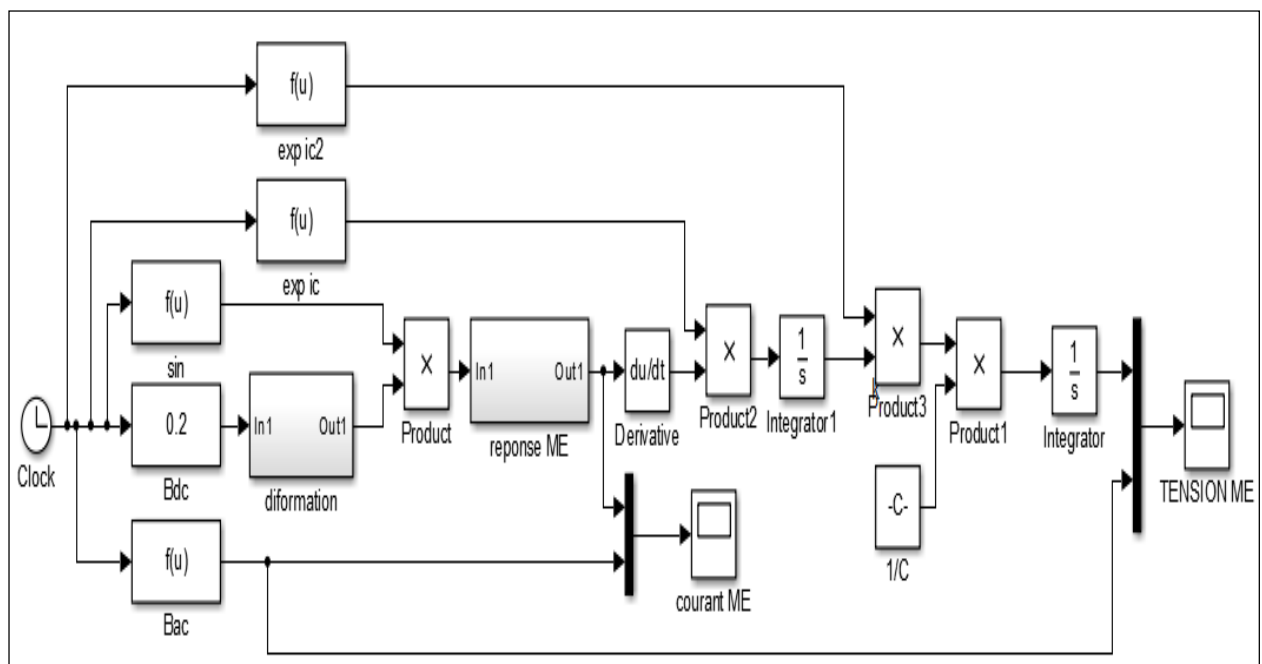 f(u)
exp ic2
f(u)
exp ic
f(u)
sin
0.2
Bdc
In1 Out1
diformation
f(u)
Bac
Clock
×
Product
In1 Out1
reponse ME
du/dt
Derivative
×
Product2
1
s
Integrator1
×
Product3
×
Product1
-C-
1/C
1
s
Integrator
courant ME
TENSION ME